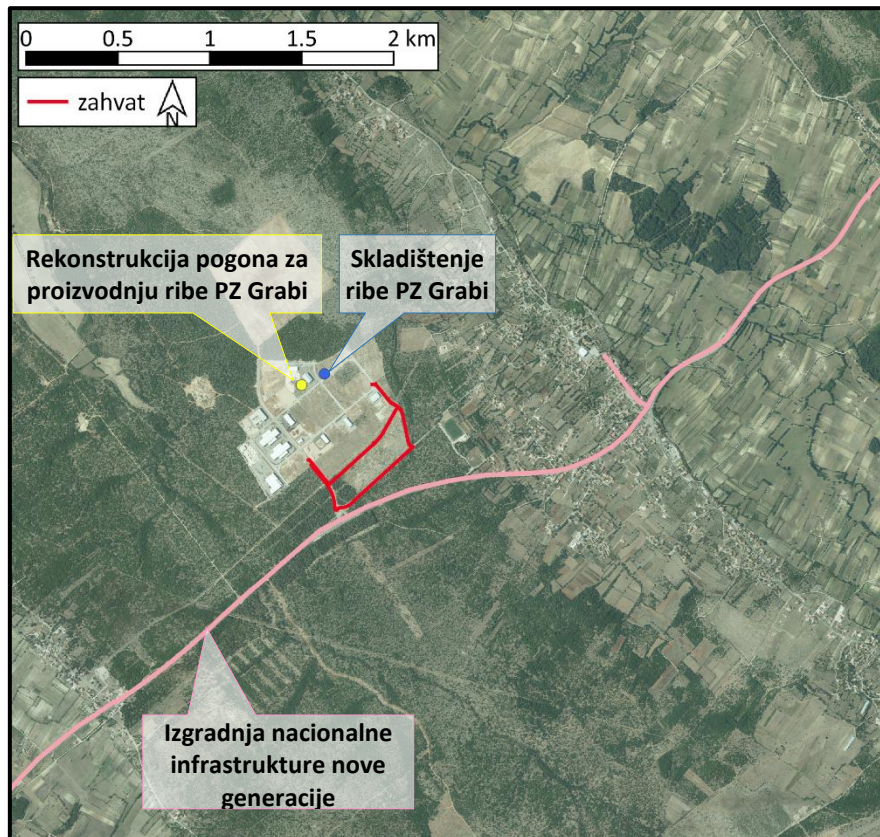 0 0.5 1 1.5 2 km
zahvat
N
Rekonstrukcija pogona za
proizvodnju ribe PZ Grabi
Skladištenje
ribe PZ Grabi
Izgradnja nacionalne
infrastrukture nove
generacije